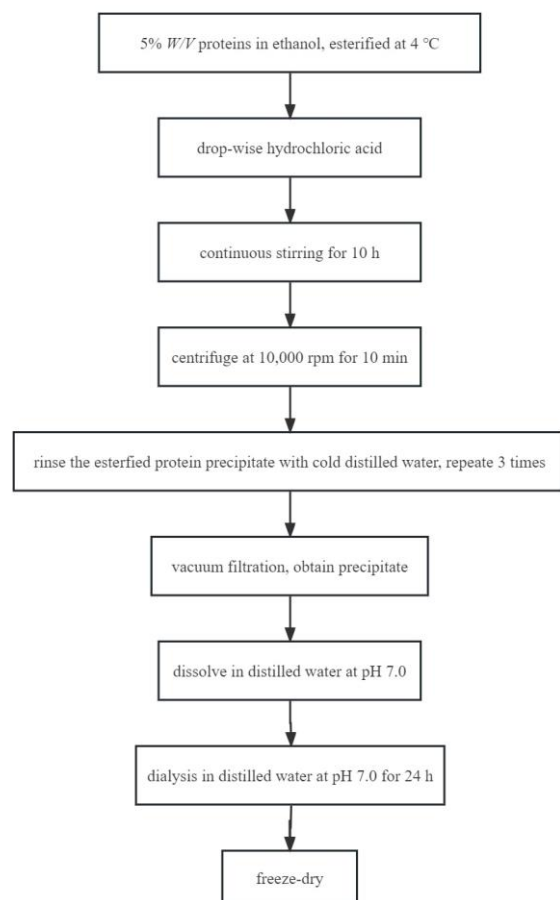 5% W/V proteins in ethanol, esterified at 4 °C
drop-wise hydrochloric acid
continuous stirring for 10 h
centrifuge at 10,000 rpm for 10 min
rinse the esterfied protein precipitate with cold distilled water, repeat 3 times
vacuum filtration, obtain precipitate
dissolve in distilled water at pH 7.0
dialysis in distilled water at pH 7.0 for 24 h
freeze-dry